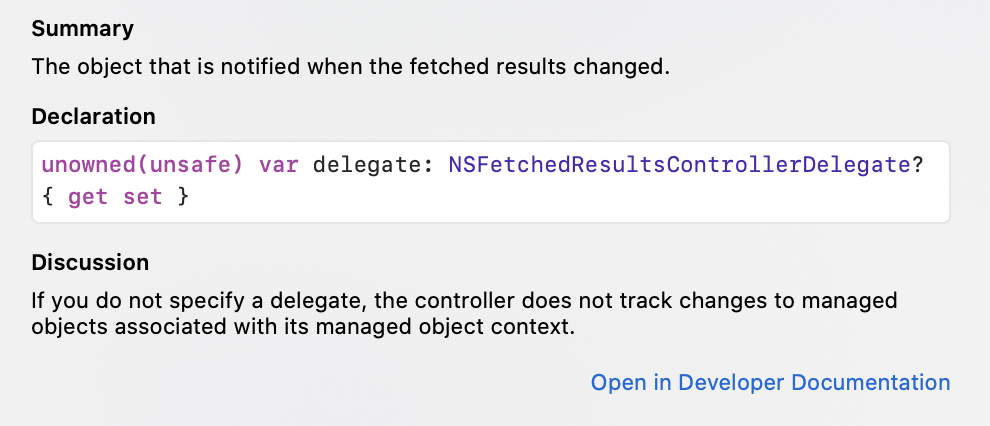 Summary
The object that is notified when the fetched results changed.
Declaration
unowned(unsafe) var delegate: NSFetchedResultsControllerDelegate?
{ get set }
Discussion
If you do not specify a delegate, the controller does not track changes to managed
objects associated with its managed object context.
Open in Developer Documentation